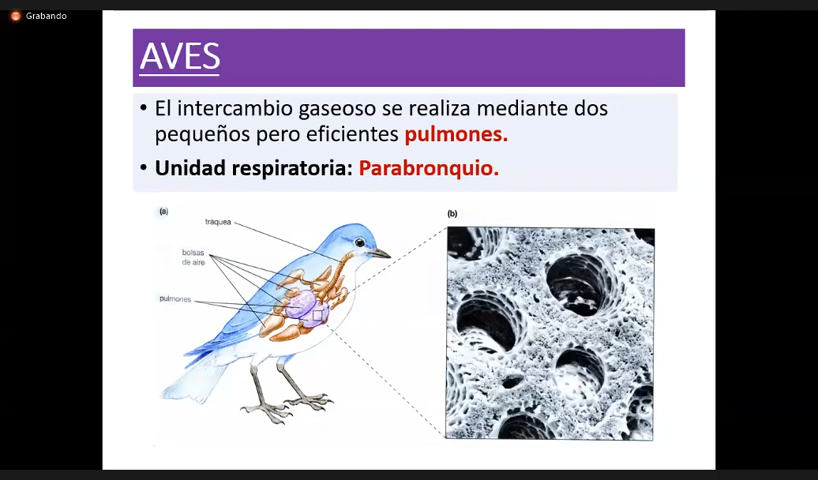 Grabando
AVES
• El intercambio gaseoso se realiza mediante dos
pequeños pero eficientes pulmones.
• Unidad respiratoria: Parabronquio.
(a)
tráquea
bolsas
de aire
pulmones
(b)